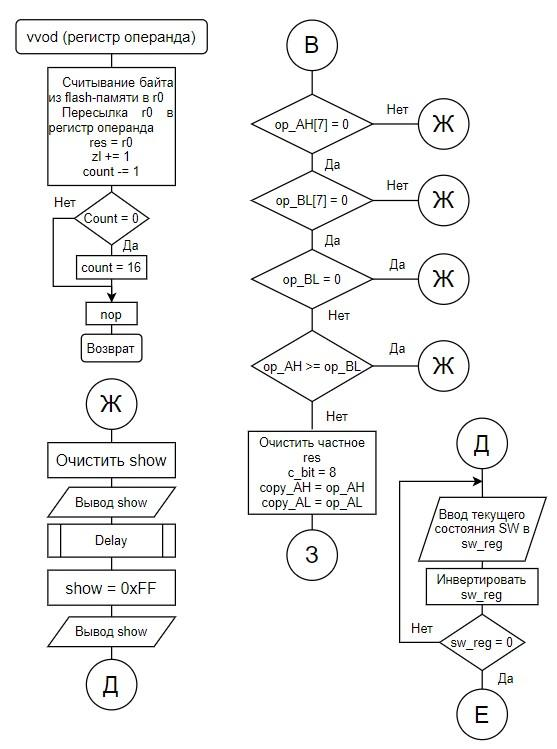 vvod (регистр операнда)
Считывание байта
из flash-памяти в r0
Пересылка r0 в
регистр операнда
res = r0
zl += 1
count -= 1
Нет
Count = 0
Да
count = 16
nop
Возврат
Ж
Очистить show
Вывод show
Delay
show = 0xFF
Вывод show
Д
В
op_AH[7] = 0
Нет
Ж
Да
op_BL[7] = 0
Нет
Ж
Да
op_BL = 0
Да
Ж
Нет
op_AH >= op_BL
Да
Ж
Нет
Очистить частное
res
c_bit = 8
copy_AH = op_AH
copy_AL = op_AL
З
Д
Ввод текущего
состояния SW в
sw_reg
Инвертировать
sw_reg
Нет
sw_reg = 0
Да
Е